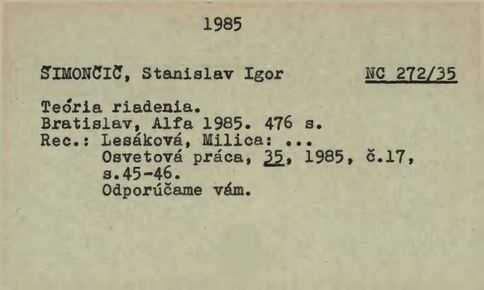 1985
ŠIMONČIČ, Stanislav Igor NC 272/35
Teória riadenia.
Bratislav, Alfa 1985. 476 s.
Rec.: Lesáková, Milica: ...
Osvetová práca, 35, 1985, č.17,
s.45-46.
Odporúčame vám.